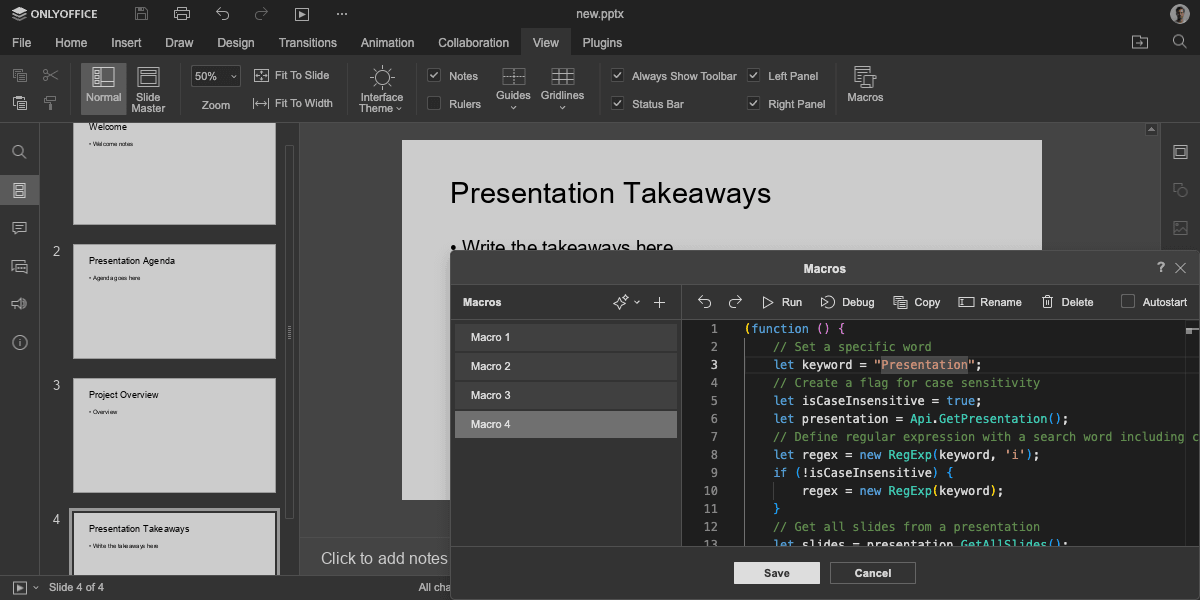 ONLYOFFICE
new.pptx
File Home Insert Draw Design Transitions Animation Collaboration View Plugins
Normal
Slide Master
50%
Zoom
Fit To Slide
Fit To Width
Interface Theme
Notes
Rulers
Guides
Gridlines
Always Show Toolbar
Status Bar
Left Panel
Right Panel
Macros
Welcome
• Welcome notes
2
Presentation Agenda
• Agenda goes here
3
Project Overview
• Overview
4
Presentation Takeaways
• Write the takeaways here
Presentation Takeaways
• Write the takeaways here
Click to add notes
Macros
?
Macros
Run Debug Copy Rename Delete Autostart
Macro 1
Macro 2
Macro 3
Macro 4
1 (function () {
2 // Set a specific word
3 let keyword = "Presentation";
4 // Create a flag for case sensitivity
5 let isCaseInsensitive = true;
6 let presentation = Api.GetPresentation();
7 // Define regular expression with a search word including c
8 let regex = new RegExp(keyword, 'i');
9 if (!isCaseInsensitive) {
10 regex = new RegExp(keyword);
11 }
12 // Get all slides from a presentation
13 let slides = presentation.GetAllSlides();
Save
Cancel
Slide 4 of 4
All cha